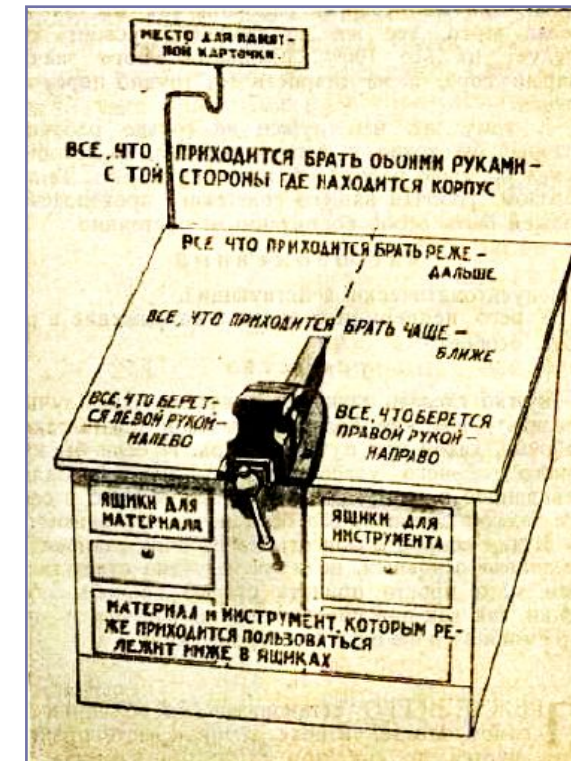 МЕСТО ДЛЯ ПАМЯТ-
НОЙ КАРТОЧКИ.
ВСЕ, ЧТО ПРИХОДИТСЯ БРАТЬ ОБОИМИ РУКАМИ –
С ТОЙ СТОРОНЫ ГДЕ НАХОДИТСЯ КОРПУС
ВСЕ, ЧТО ПРИХОДИТСЯ БРАТЬ РЕЖЕ –
ДАЛЬШЕ
ВСЕ, ЧТО ПРИХОДИТСЯ БРАТЬ ЧАЩЕ –
БЛИЖЕ
ВСЕ, ЧТО БЕРЕТ-
СЯ ЛЕВОЙ РУКОЙ –
НАЛЕВО
ВСЕ, ЧТО БЕРЕТСЯ
ПРАВОЙ РУКОЙ –
НАПРАВО
ЯЩИКИ ДЛЯ
МАТЕРИАЛА
ЯЩИКИ ДЛЯ
ИНСТРУМЕНТА
МАТЕРИАЛ И ИНСТРУМЕНТ, КОТОРЫМ РЕ-
ЖЕ ПРИХОДИТСЯ ПОЛЬЗОВАТЬСЯ
ЛЕЖИТ НИЖЕ В ЯЩИКАХ